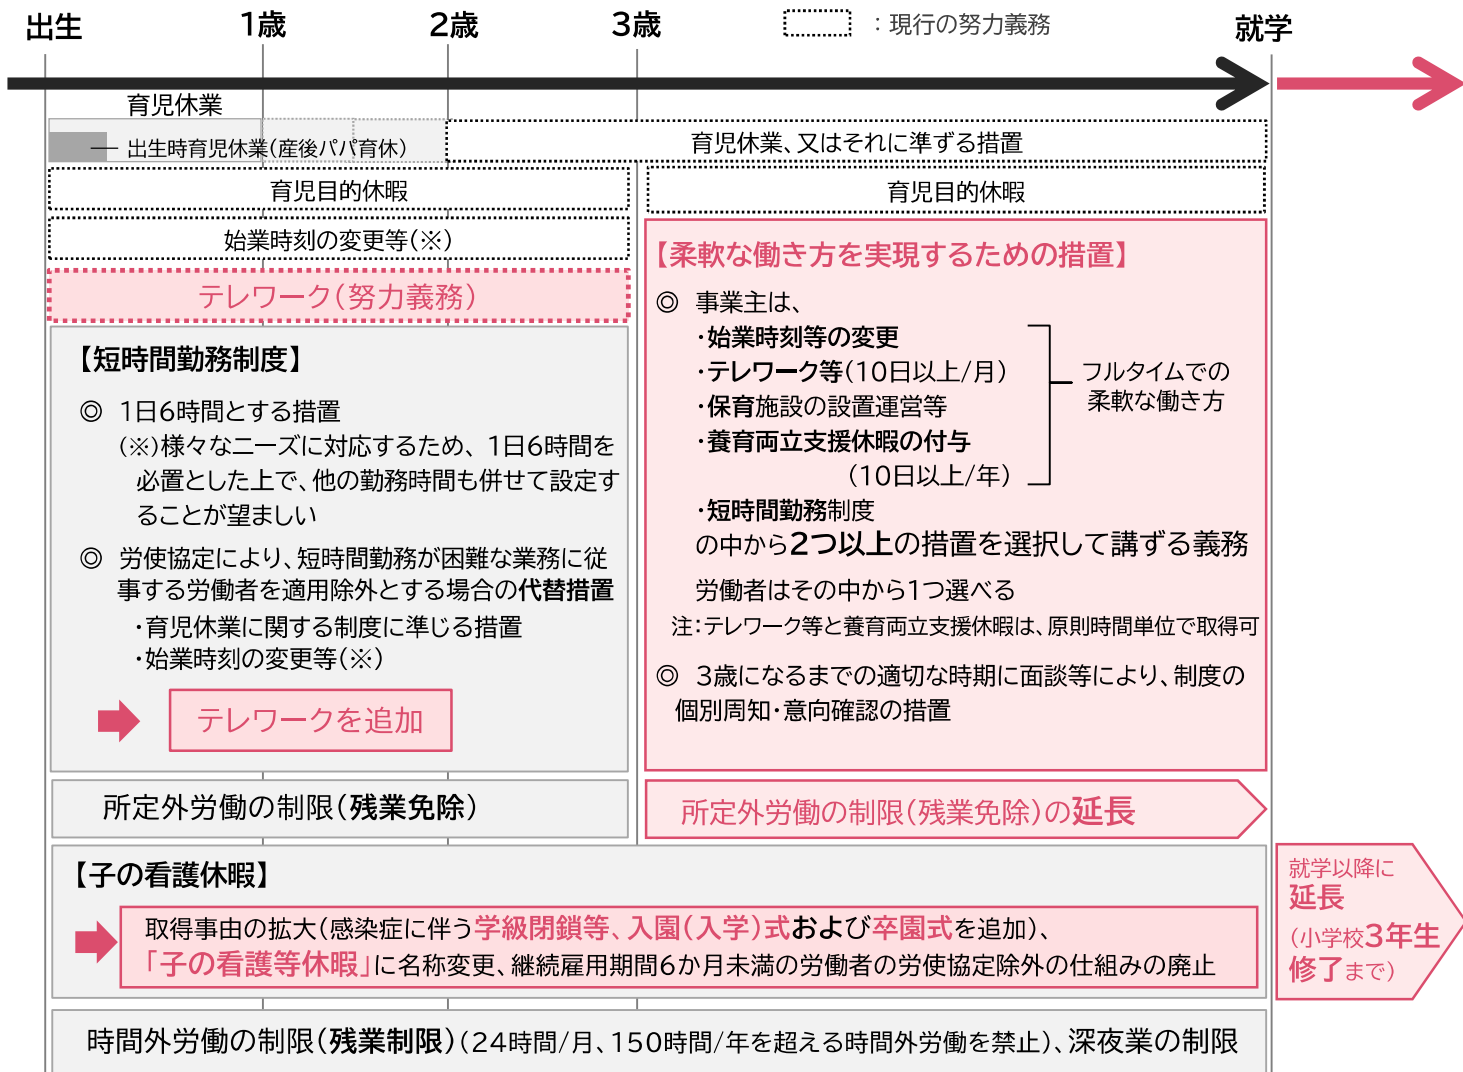 出生
1歳
2歳
3歳
：現行の努力義務
就学
育児休業
出生時育児休業(産後パパ育休)
育児休業、又はそれに準ずる措置
育児目的休暇
育児目的休暇
始業時刻の変更等(※)
テレワーク(努力義務)
【短時間勤務制度】
◎ 1日6時間とする措置
(※)様々なニーズに対応するため、1日6時間を
必置とした上で、他の勤務時間も併せて設定す
ることが望ましい
◎ 労使協定により、短時間勤務が困難な業務に従
事する労働者を適用除外とする場合の代替措置
・育児休業に関する制度に準じる措置
・始業時刻の変更等(※)
テレワークを追加
【柔軟な働き方を実現するための措置】
◎ 事業主は、
・始業時刻等の変更
・テレワーク等(10日以上/月)
・保育施設の設置運営等
・養育両立支援休暇の付与
(10日以上/年)
フルタイムでの
柔軟な働き方
・短時間勤務制度
の中から2つ以上の措置を選択して講ずる義務
労働者はその中から1つ選べる
注：テレワーク等と養育両立支援休暇は、原則時間単位で取得可
◎ 3歳になるまでの適切な時期に面談等により、制度の
個別周知・意向確認の措置
所定外労働の制限(残業免除)
所定外労働の制限(残業免除)の延長
【子の看護休暇】
取得事由の拡大(感染症に伴う学級閉鎖等、入園(入学)式および卒園式を追加)、
「子の看護等休暇」に名称変更、継続雇用期間6か月未満の労働者の労使協定除外の仕組みの廃止
就学以降に
延長
(小学校3年生
修了まで)
時間外労働の制限(残業制限)(24時間/月、150時間/年を超える時間外労働を禁止)、深夜業の制限